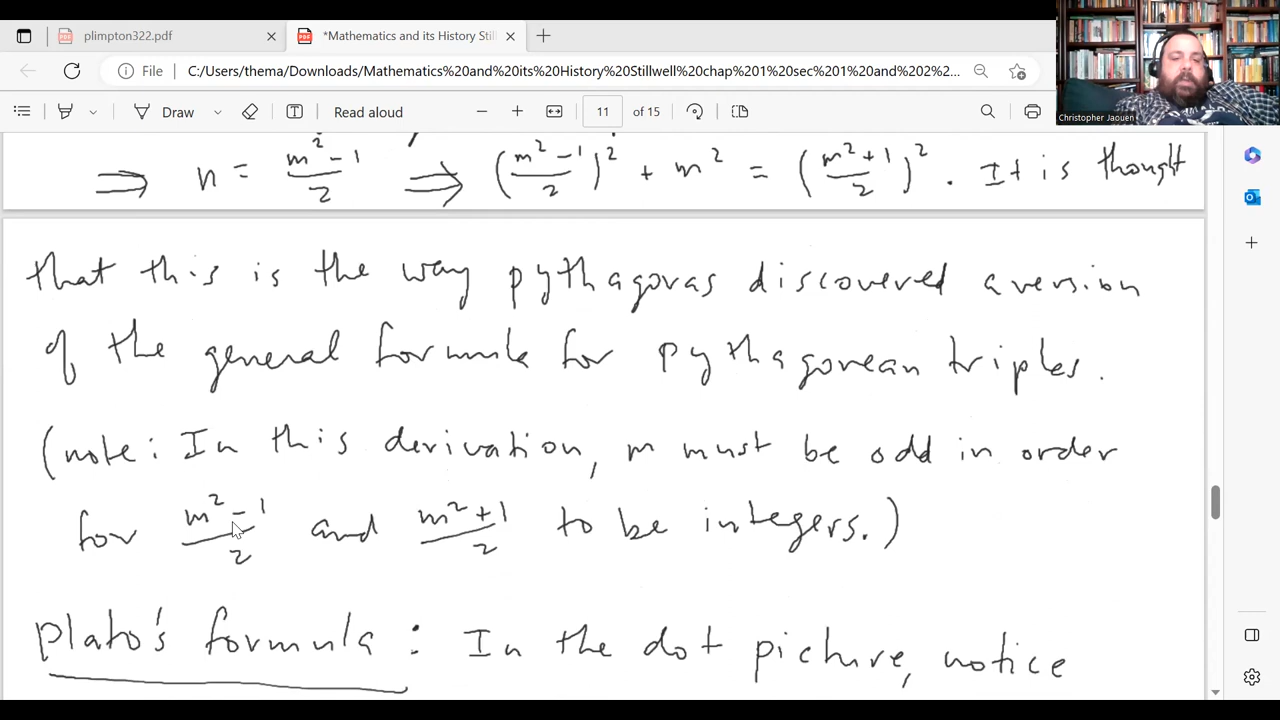 plimpton322.pdf
*Mathematics and its History Stil
Christopher Jaouen
File
C:/Users/thema/Downloads/Mathematics%20and%20its%20History%20Stillwell%20chap%201%20sec%201%20and%202%2...
Draw
Read aloud
11 of 15
⇒ n = (m² - 1)/2 ⇒ ((m² - 1)/2)² + m² = ((m² + 1)/2)². It is thought
that this is the way pythagoras discovered a version
of the general formula for pythagorean triples.
(note: In this derivation, m must be odd in order
for (m² - 1)/2 and (m² + 1)/2 to be integers.)
plato's formula: In the dot picture, notice